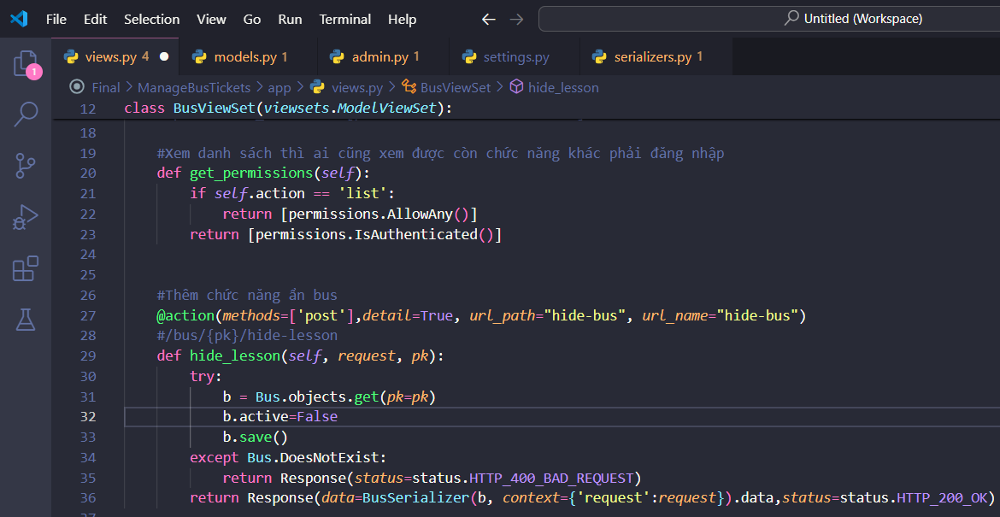 File Edit Selection View Go Run Terminal Help Untitled (Workspace)
views.py 4 models.py 1 admin.py 1 settings.py serializers.py 1
1
Final > ManageBusTickets > app > views.py > BusViewSet > hide_lesson
12 class BusViewSet(viewsets.ModelViewSet):
18
19 #Xem danh sách thì ai cũng xem được còn chức năng khác phải đăng nhập
20 def get_permissions(self):
21 if self.action == 'list':
22 return [permissions.AllowAny()]
23 return [permissions.IsAuthenticated()]
24
25
26 #Thêm chức năng ẩn bus
27 @action(methods=['post'],detail=True, url_path="hide-bus", url_name="hide-bus")
28 #/bus/{pk}/hide-lesson
29 def hide_lesson(self, request, pk):
30 try:
31 b = Bus.objects.get(pk=pk)
32 b.active=False
33 b.save()
34 except Bus.DoesNotExist:
35 return Response(status=status.HTTP_400_BAD_REQUEST)
36 return Response(data=BusSerializer(b, context={'request':request}).data,status=status.HTTP_200_OK)